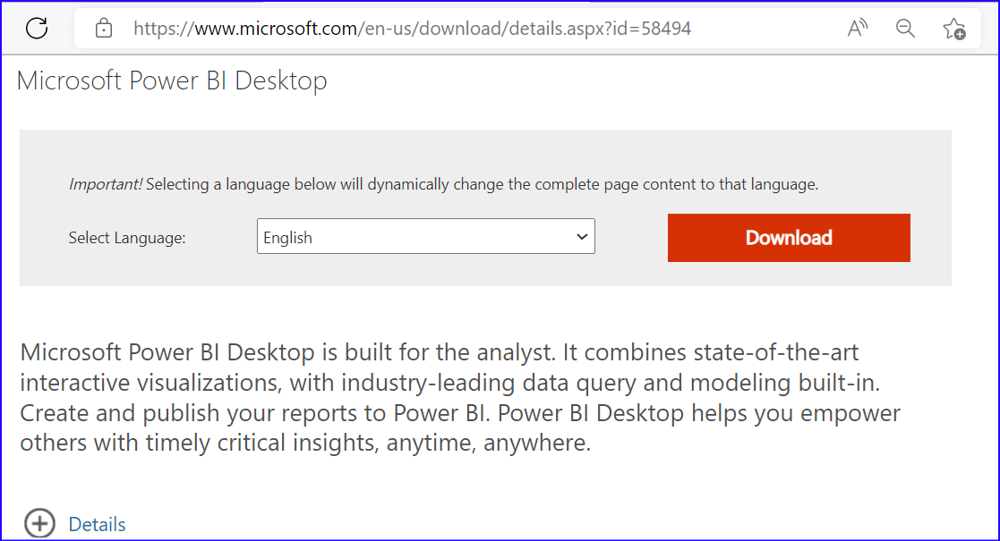 https://www.microsoft.com/en-us/download/details.aspx?id=58494
Microsoft Power BI Desktop
Important! Selecting a language below will dynamically change the complete page content to that language.
Select Language:
English
Download
Microsoft Power BI Desktop is built for the analyst. It combines state-of-the-art
interactive visualizations, with industry-leading data query and modeling built-in.
Create and publish your reports to Power BI. Power BI Desktop helps you empower
others with timely critical insights, anytime, anywhere.
Details